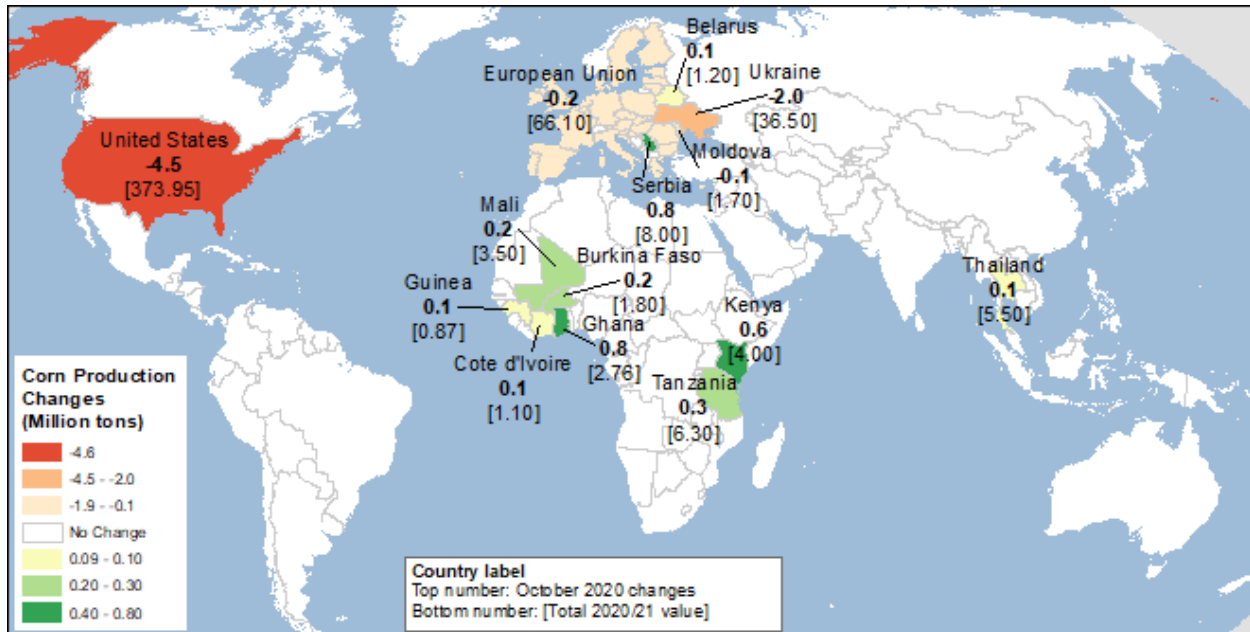 Belarus
0.1
[1.20]
European Union
-0.2
[66.10]
Ukraine
-2.0
[36.50]
United States
-4.5
[373.95]
Moldova
-0.1
[1.70]
Serbia
0.8
[8.00]
Mali
0.2
[3.50]
Burkina Faso
0.2
[1.80]
Guinea
0.1
[0.87]
Ghana
0.8
[2.76]
Cote d'Ivoire
0.1
[1.10]
Kenya
0.6
[4.00]
Tanzania
0.3
[6.30]
Thailand
0.1
[5.50]
Corn Production
Changes
(Million tons)
-4.6
-4.5 - -2.0
-1.9 - -0.1
No Change
0.09 - 0.10
0.20 - 0.30
0.40 - 0.80
Country label
Top number: October 2020 changes
Bottom number: [Total 2020/21 value]